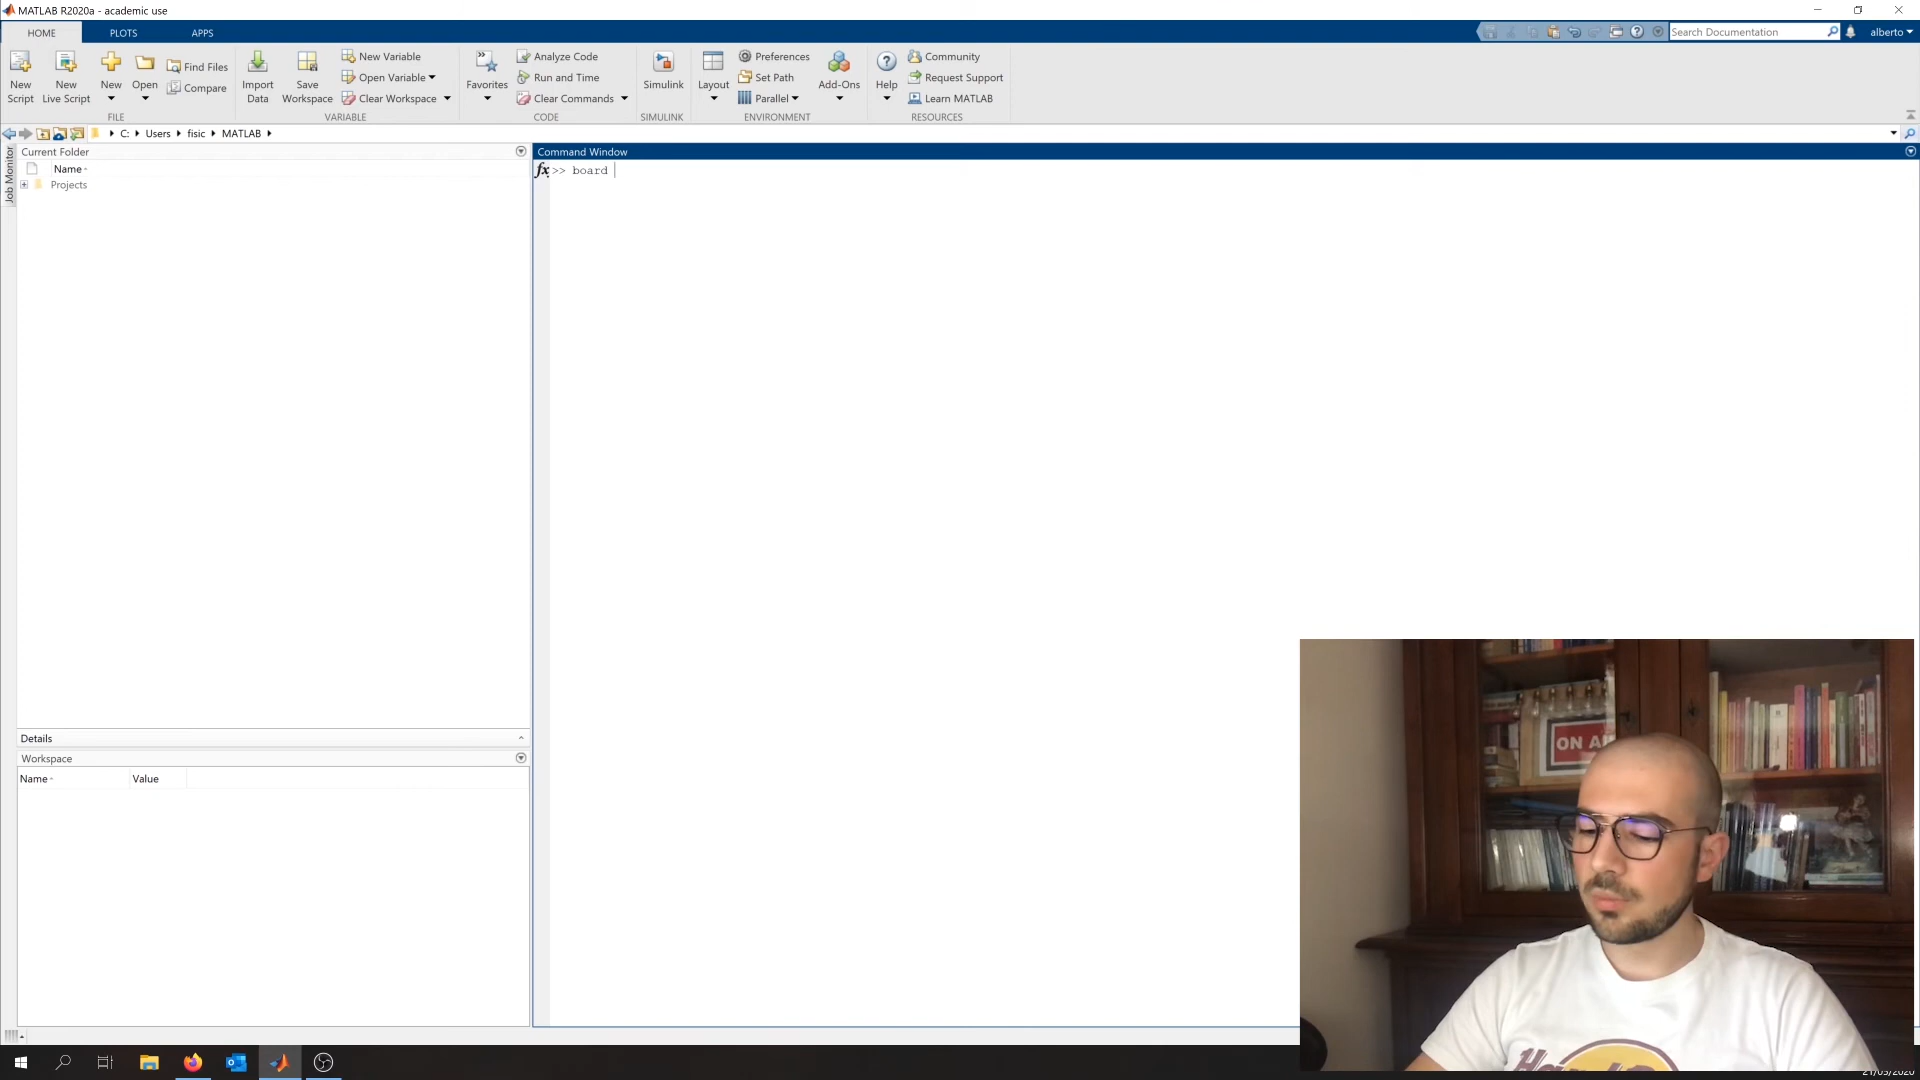 MATLAB R2020a - academic use
HOME PLOTS APPS
Search Documentation
alberto
New Script
New Live Script
New
Open
Find Files
Compare
FILE
Import Data
Save Workspace
New Variable
Open Variable
Clear Workspace
VARIABLE
Favorites
Analyze Code
Run and Time
Clear Commands
CODE
Simulink
SIMULINK
Layout
Preferences
Set Path
Parallel
Add-Ons
ENVIRONMENT
Help
Community
Request Support
Learn MATLAB
RESOURCES
C: Users fisic MATLAB
Job Monitor
Current Folder
Name
Projects
Command Window
fx >> board
Details
Workspace
Name Value
ON AI